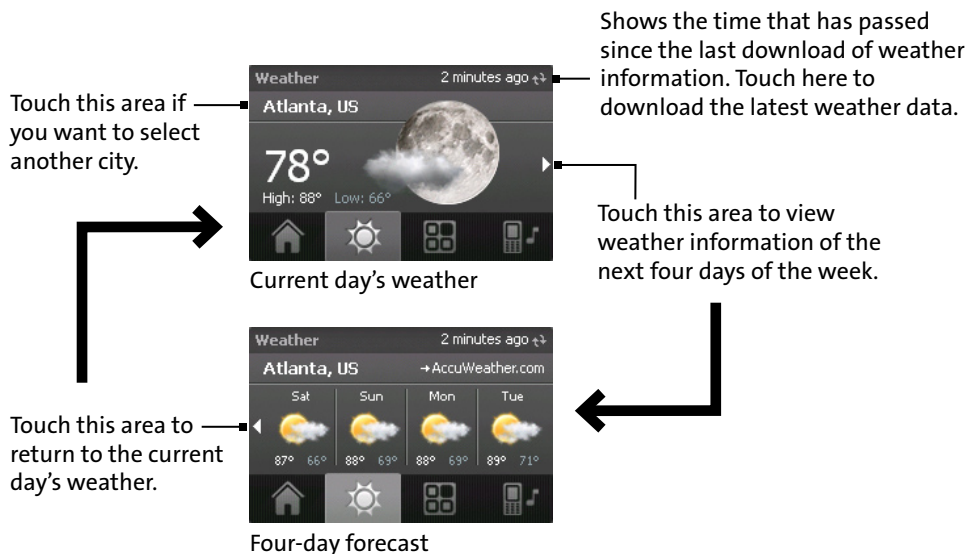 Shows the time that has passed
since the last download of weather
information. Touch here to
download the latest weather data.
Touch this area if
you want to select
another city.
Weather 2 minutes ago
Atlanta, US
78°
High: 88° Low: 66°
Current day's weather
Touch this area to view
weather information of the
next four days of the week.
Weather 2 minutes ago
Atlanta, US →AccuWeather.com
Sat Sun Mon Tue
87° 66° 88° 69° 88° 69° 89° 71°
Touch this area to
return to the current
day's weather.
Four-day forecast